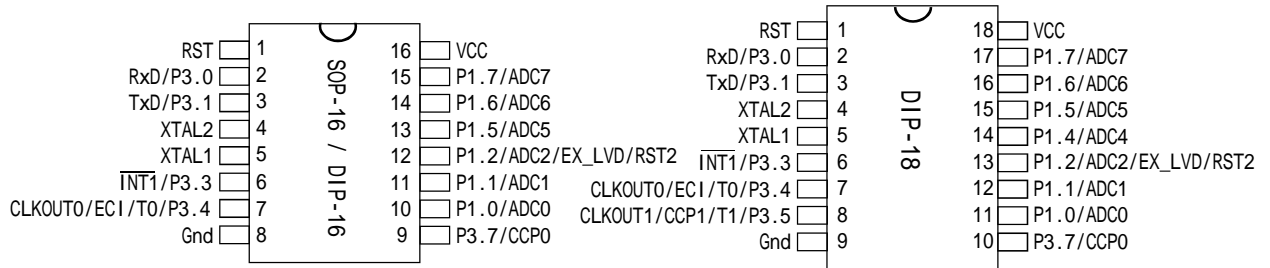 RST 1 16 VCC
RxD/P3.0 2 15 P1.7/ADC7
TxD/P3.1 3 14 P1.6/ADC6
XTAL2 4 13 P1.5/ADC5
XTAL1 5 12 P1.2/ADC2/EX_LVD/RST2
INT1/P3.3 6 11 P1.1/ADC1
CLKOUT0/ECI/T0/P3.4 7 10 P1.0/ADC0
Gnd 8 9 P3.7/CCP0
SOP-16 / DIP-16
RST 1 18 VCC
RxD/P3.0 2 17 P1.7/ADC7
TxD/P3.1 3 16 P1.6/ADC6
XTAL2 4 15 P1.5/ADC5
XTAL1 5 14 P1.4/ADC4
INT1/P3.3 6 13 P1.2/ADC2/EX_LVD/RST2
CLKOUT0/ECI/T0/P3.4 7 12 P1.1/ADC1
CLKOUT1/CCP1/T1/P3.5 8 11 P1.0/ADC0
Gnd 9 10 P3.7/CCP0
DIP-18